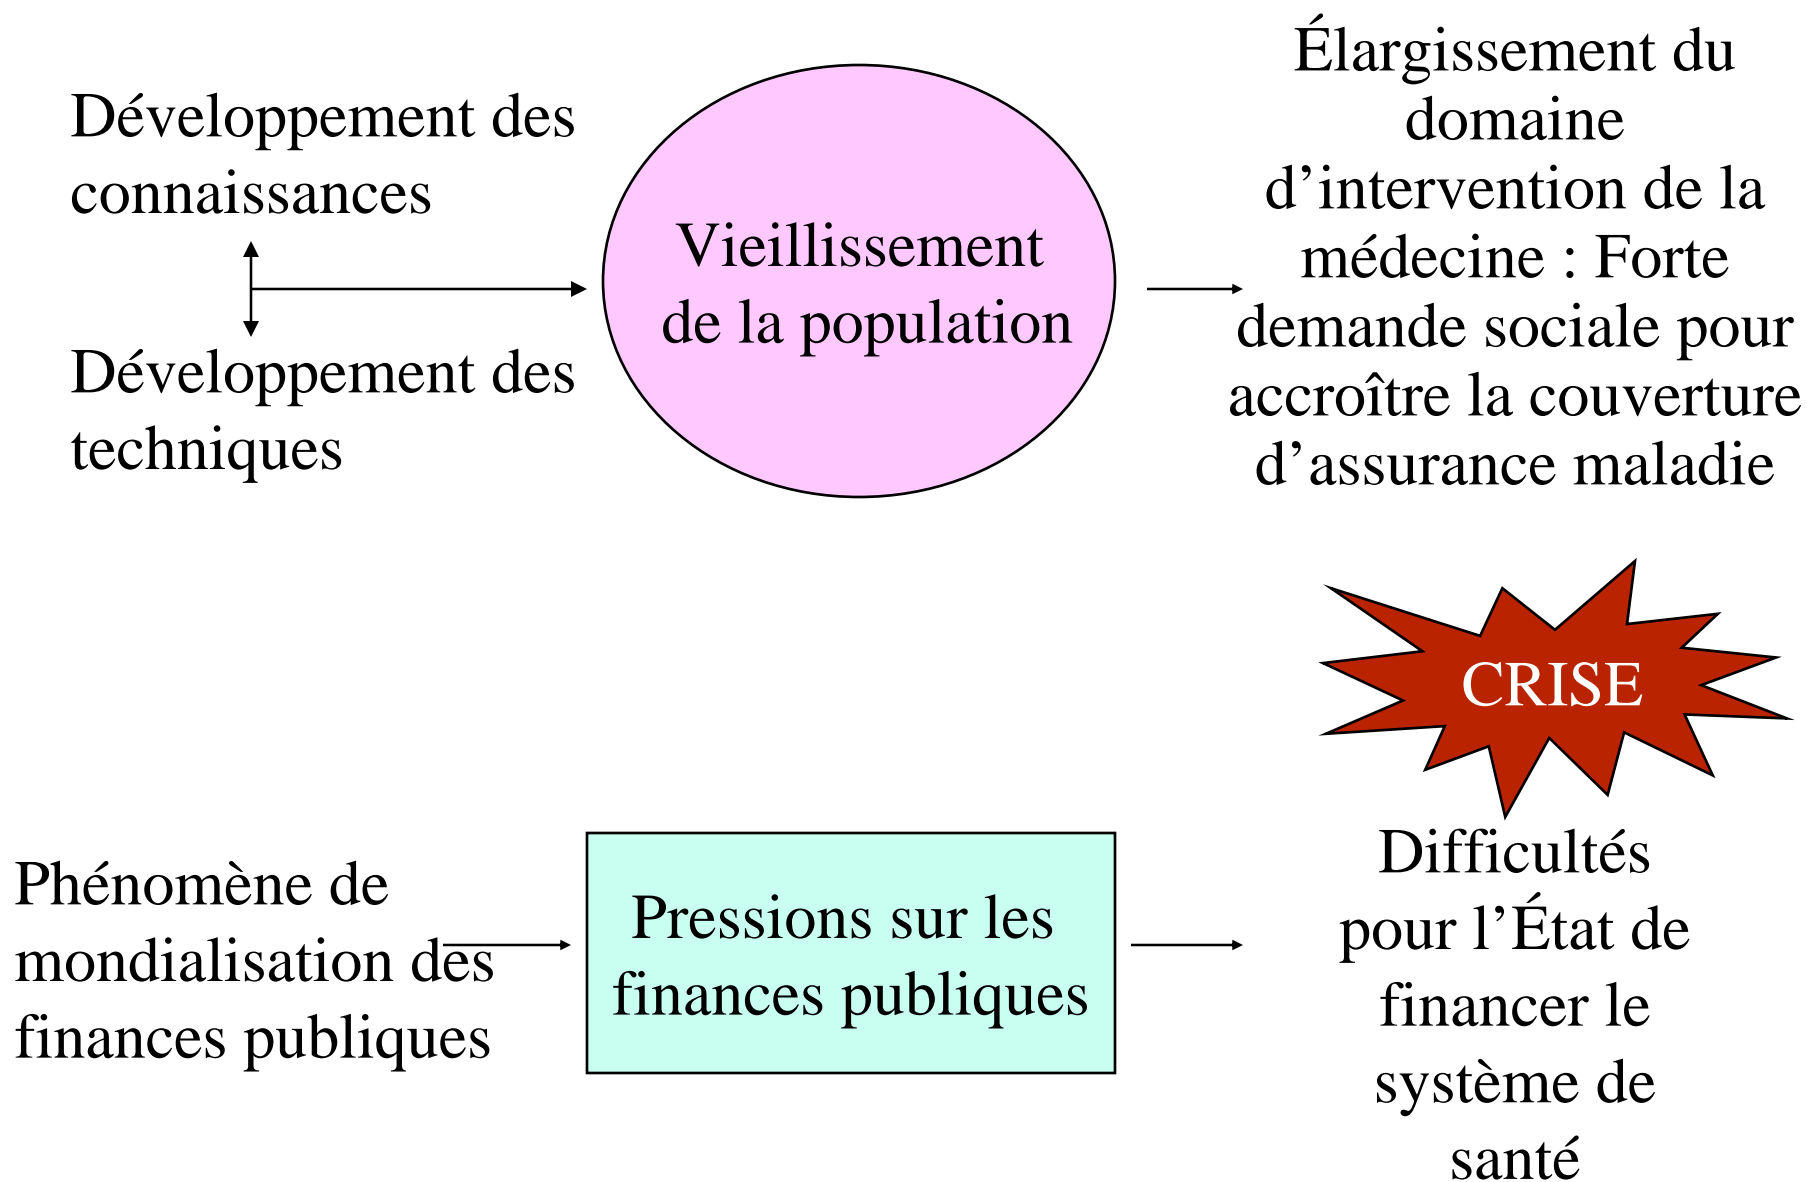 Développement des
connaissances
Développement des
techniques
Vieillissement
de la population
Élargissement du
domaine
d’intervention de la
médecine : Forte
demande sociale pour
accroître la couverture
d’assurance maladie
CRISE
Phénomène de
mondialisation des
finances publiques
Pressions sur les
finances publiques
Difficultés
pour l’État de
financer le
système de
santé